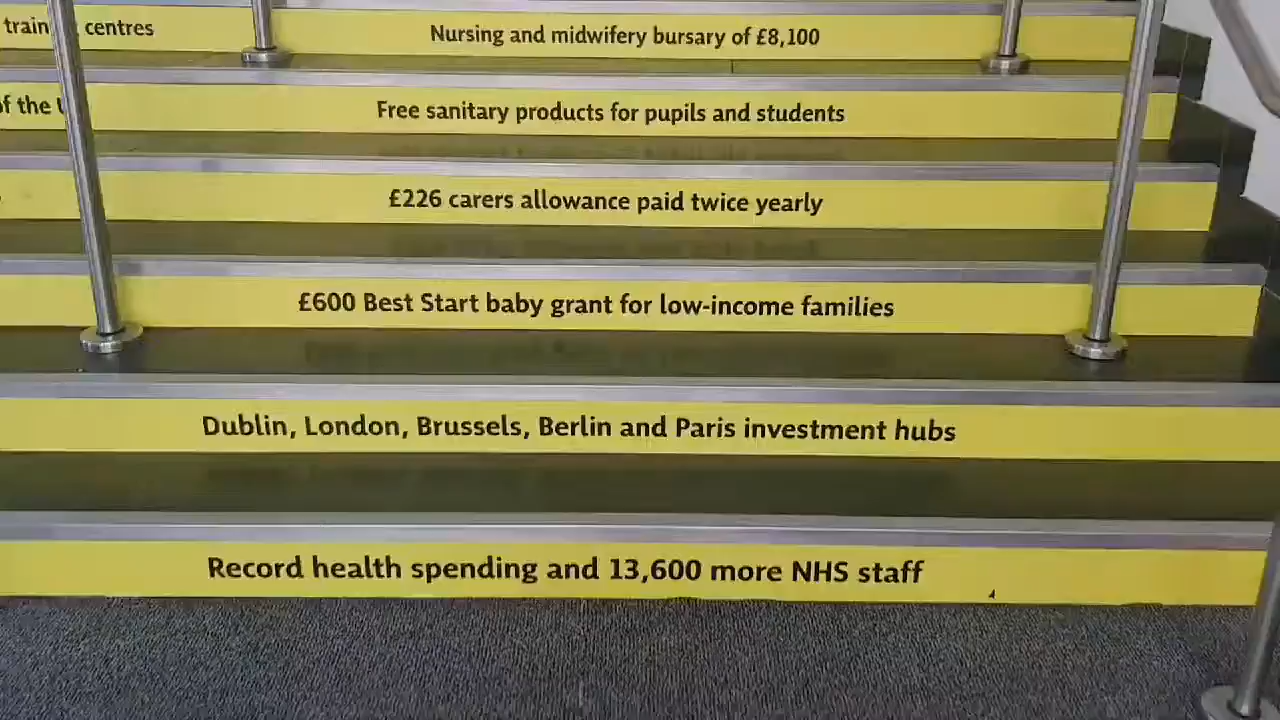 centres
Nursing and midwifery bursary of £8,100
of the
Free sanitary products for pupils and students
£226 carers allowance paid twice yearly
£600 Best Start baby grant for low-income families
Dublin, London, Brussels, Berlin and Paris investment hubs
Record health spending and 13,600 more NHS staff